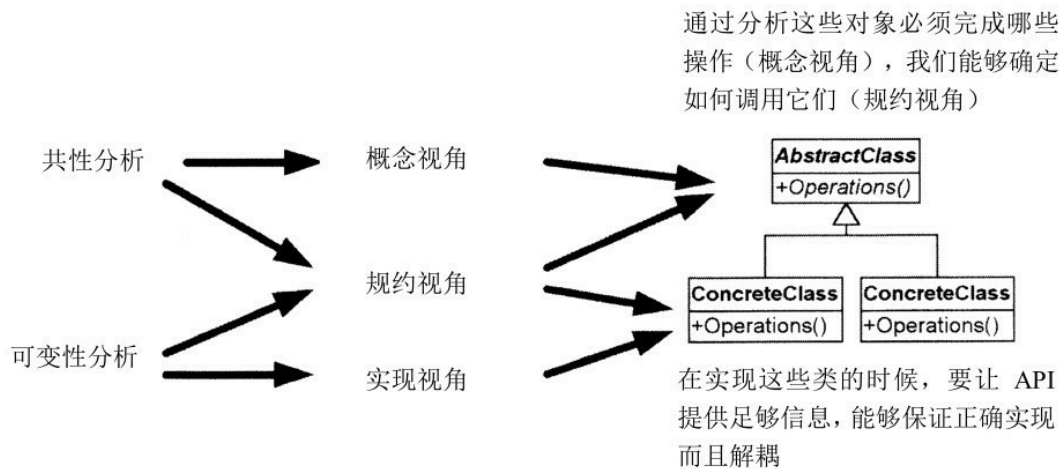 通过分析这些对象必须完成哪些
操作（概念视角），我们能够确定
如何调用它们（规约视角）
共性分析
概念视角
AbstractClass
+Operations()
规约视角
ConcreteClass
+Operations()
ConcreteClass
+Operations()
可变性分析
实现视角
在实现这些类的时候，要让 API
提供足够信息，能够保证正确实现
而且解耦